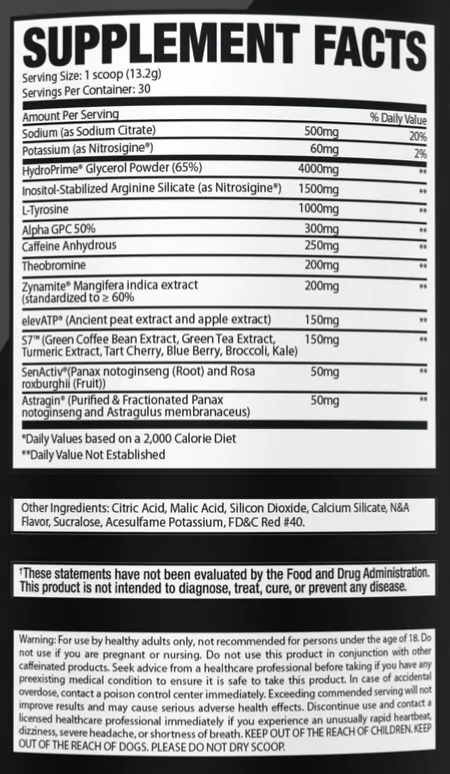 SUPPLEMENT FACTS
Serving Size: 1 scoop (13.2g)
Servings Per Container: 30
Amount Per Serving % Daily Value
Sodium (as Sodium Citrate) 500mg 20%
Potassium (as Nitrosigine®) 60mg 2%
HydroPrime® Glycerol Powder (65%) 4000mg **
Inositol-Stabilized Arginine Silicate (as Nitrosigine®) 1500mg **
L-Tyrosine 1000mg **
Alpha GPC 50% 300mg **
Caffeine Anhydrous 250mg **
Theobromine 200mg **
Zynamite® Mangifera indica extract 200mg **
(standardized to ≥ 60%
elevATP® (Ancient peat extract and apple extract) 150mg **
S7™ (Green Coffee Bean Extract, Green Tea Extract, 150mg **
Turmeric Extract, Tart Cherry, Blue Berry, Broccoli, Kale)
SenActiv®(Panax notoginseng (Root) and Rosa 50mg **
roxburghii (Fruit))
Astragin® (Purified & Fractionated Panax 50mg **
notoginseng and Astragulus membranaceus)
*Daily Values based on a 2,000 Calorie Diet
**Daily Value Not Established
Other Ingredients: Citric Acid, Malic Acid, Silicon Dioxide, Calcium Silicate, N&A
Flavor, Sucralose, Acesulfame Potassium, FD&C Red #40.
†These statements have not been evaluated by the Food and Drug Administration.
This product is not intended to diagnose, treat, cure, or prevent any disease.
Warning: For use by healthy adults only, not recommended for persons under the age of 18. Do
not use if you are pregnant or nursing. Do not use this product in conjunction with other
caffeinated products. Seek advice from a healthcare professional before taking if you have any
preexisting medical condition to ensure it is safe to take this product. In case of accidental
overdose, contact a poison control center immediately. Exceeding commended serving will not
improve results and may cause serious adverse health effects. Discontinue use and contact a
licensed healthcare professional immediately if you experience an unusually rapid heartbeat,
dizziness, severe headache, or shortness of breath. KEEP OUT OF THE REACH OF CHILDREN. KEEP
OUT OF THE REACH OF DOGS. PLEASE DO NOT DRY SCOOP.